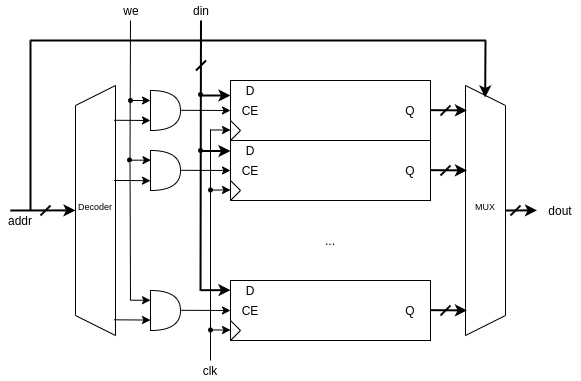 we din
D
CE Q
D
CE Q
Decoder MUX
addr dout
...
D
CE Q
clk